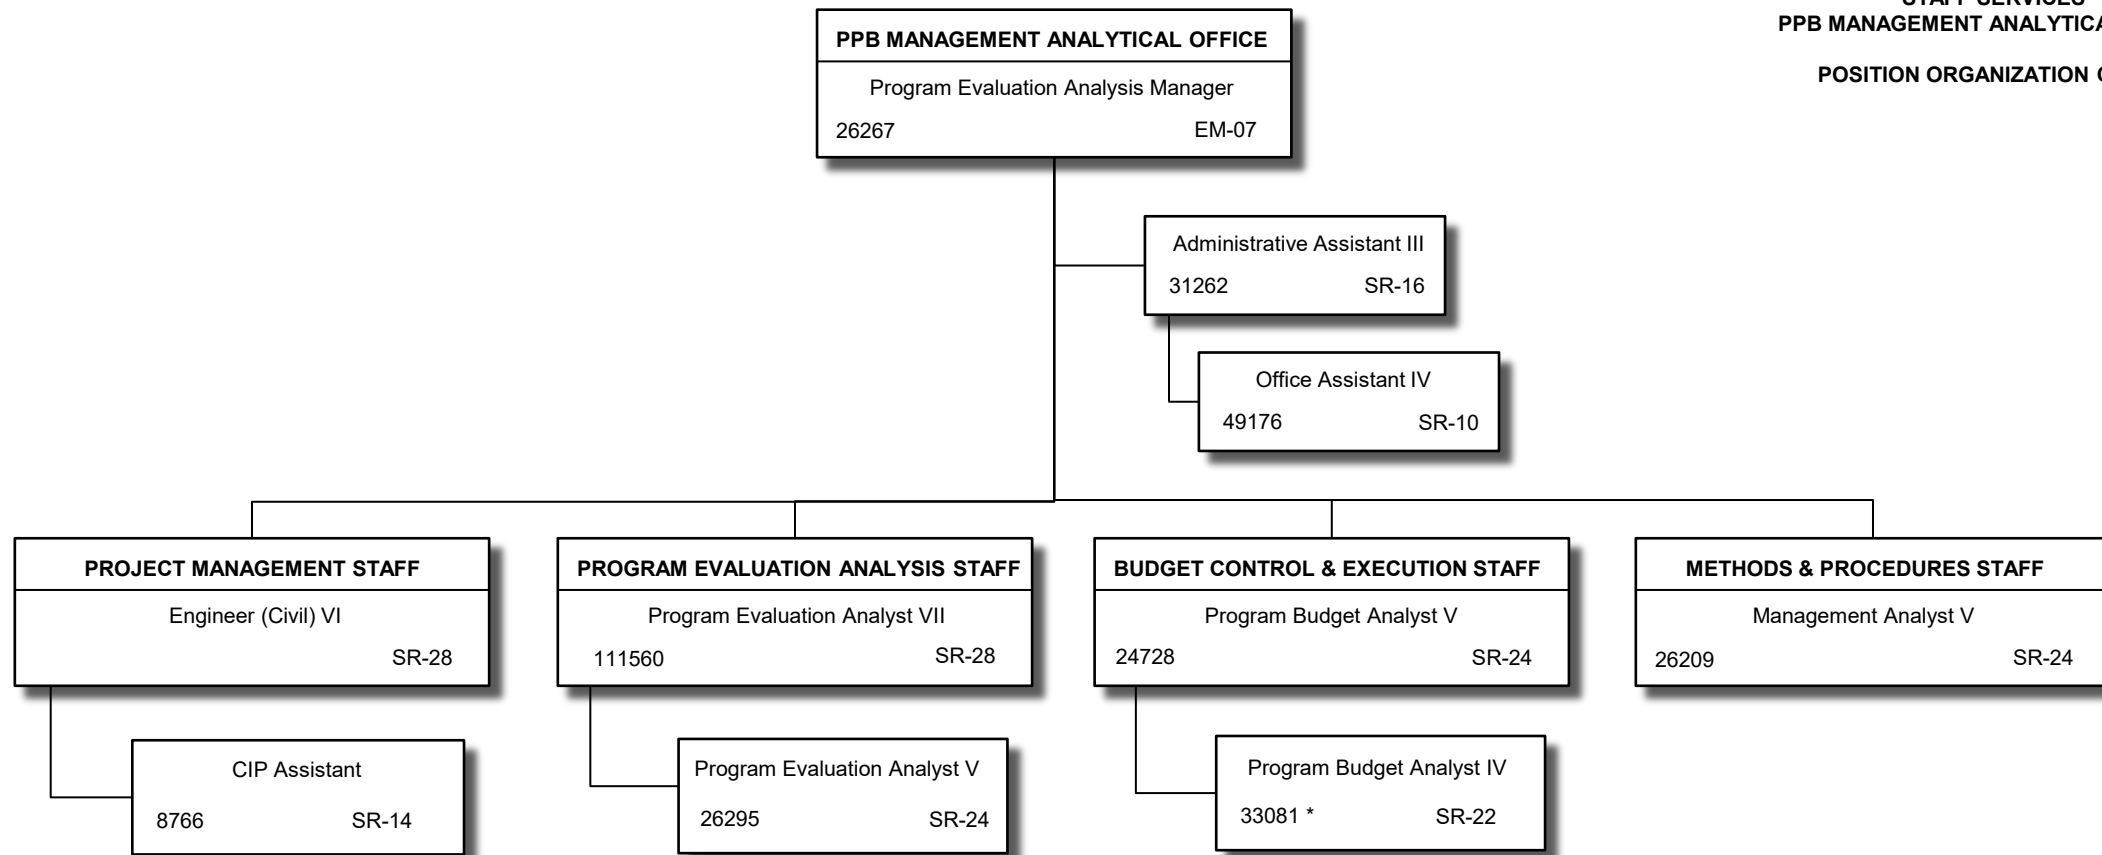 STAFF SERVICES
PPB MANAGEMENT
POSITION ORGANIZATION
PPB MANAGEMENT ANALYTICAL OFFICE
Program Evaluation Analysis Manager
26267 EM-07
Administrative Assistant III
31262 SR-16
Office Assistant IV
49176 SR-10
PROJECT MANAGEMENT STAFF
Engineer (Civil) VI
SR-28
CIP Assistant
8766 SR-14
PROGRAM EVALUATION ANALYSIS STAFF
Program Evaluation Analyst VII
111560 SR-28
Program Evaluation Analyst V
26295 SR-24
BUDGET CONTROL & EXECUTION STAFF
Program Budget Analyst V
24728 SR-24
Program Budget Analyst IV
33081 * SR-22
METHODS & PROCEDURES STAFF
Management Analyst V
26209 SR-24